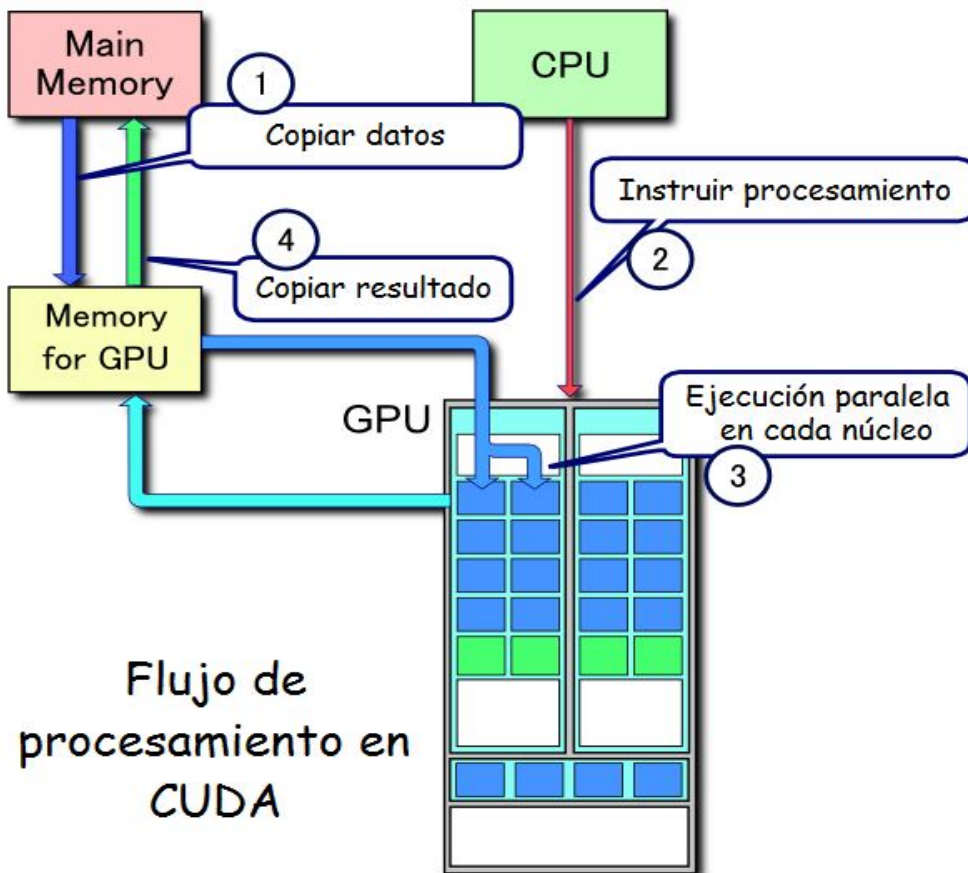 Main
Memory
CPU
1
Copiar datos
Instruir procesamiento
2
4
Copiar resultado
Memory
for GPU
GPU
Ejecución paralela
en cada núcleo
3
Flujo de
procesamiento en
CUDA